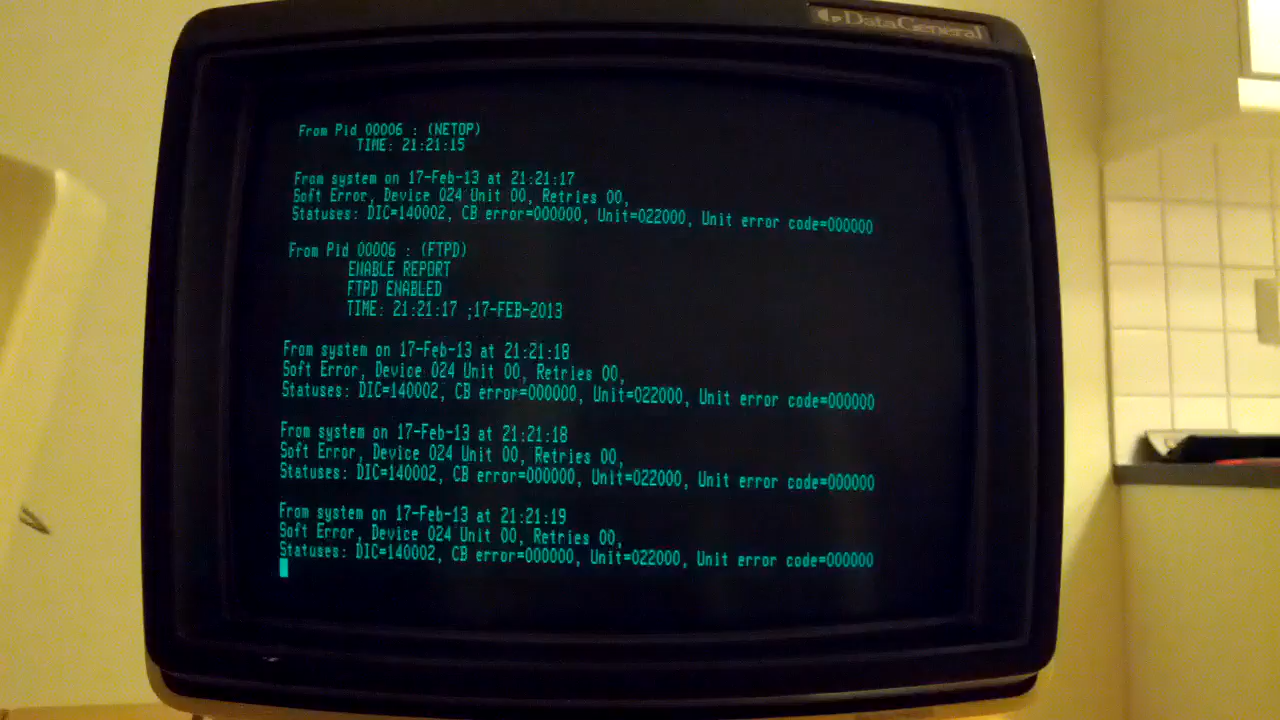 DataGeneral
From Pid 00006 : (NETOP)
TIME: 21:21:15
From system on 17-Feb-13 at 21:21:17
Soft Error, Device 024 Unit 00, Retries 00,
Statuses: DIC=140002, CB error=000000, Unit=022000, Unit error code=000000
From Pid 00006 : (FTPD)
ENABLE REPORT
FTPD ENABLED
TIME: 21:21:17 ;17-FEB-2013
From system on 17-Feb-13 at 21:21:18
Soft Error, Device 024 Unit 00, Retries 00,
Statuses: DIC=140002, CB error=000000, Unit=022000, Unit error code=000000
From system on 17-Feb-13 at 21:21:18
Soft Error, Device 024 Unit 00, Retries 00,
Statuses: DIC=140002, CB error=000000, Unit=022000, Unit error code=000000
From system on 17-Feb-13 at 21:21:19
Soft Error, Device 024 Unit 00, Retries 00,
Statuses: DIC=140002, CB error=000000, Unit=022000, Unit error code=000000